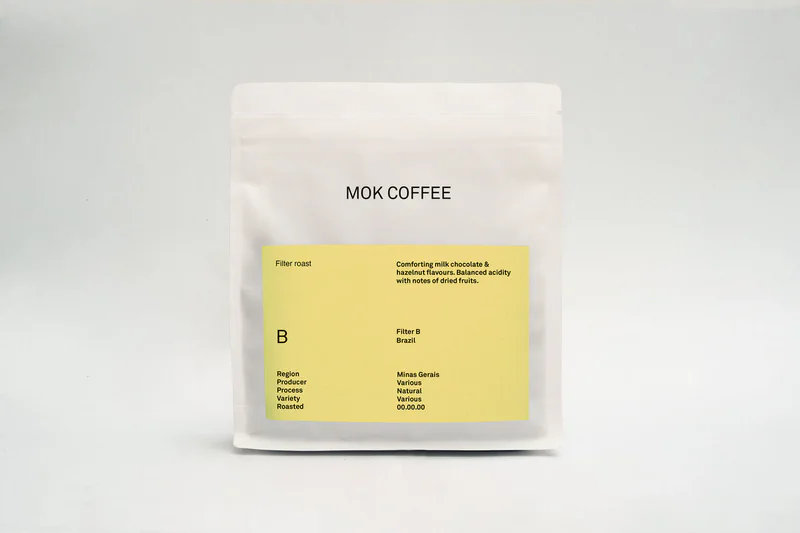 MOK COFFEE
Filter roast
Comforting milk chocolate &
hazelnut flavours. Balanced acidity
with notes of dried fruits.
B
Filter B
Brazil
Region Minas Gerais
Producer Various
Process Natural
Variety Various
Roasted 00.00.00